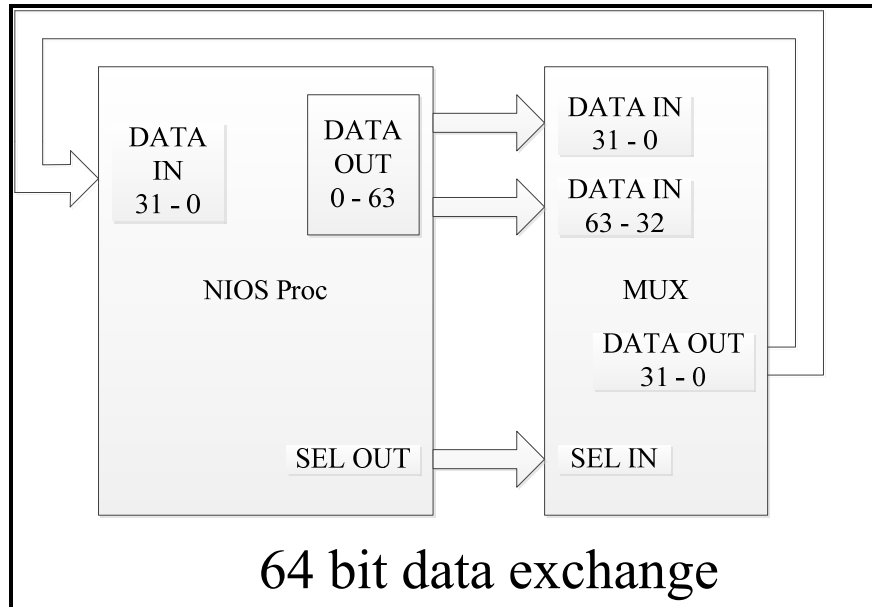 DATA
IN
31 - 0
DATA
OUT
0 - 63
DATA IN
31 - 0
DATA IN
63 - 32
NIOS Proc
MUX
DATA OUT
31 - 0
SEL OUT
SEL IN
64 bit data exchange